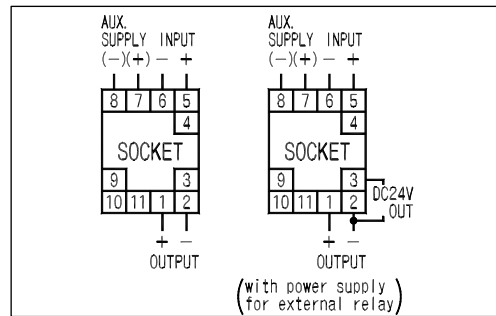 AUX.
SUPPLY INPUT
(−)(+) − +
8 7 6 5
4
SOCKET
9 3
10 11 1 2
+ −
OUTPUT
AUX.
SUPPLY INPUT
(−)(+) − +
8 7 6 5
4
SOCKET
9 3
10 11 1 2
DC24V
OUT
+ −
OUTPUT
(with power supply
for external relay)